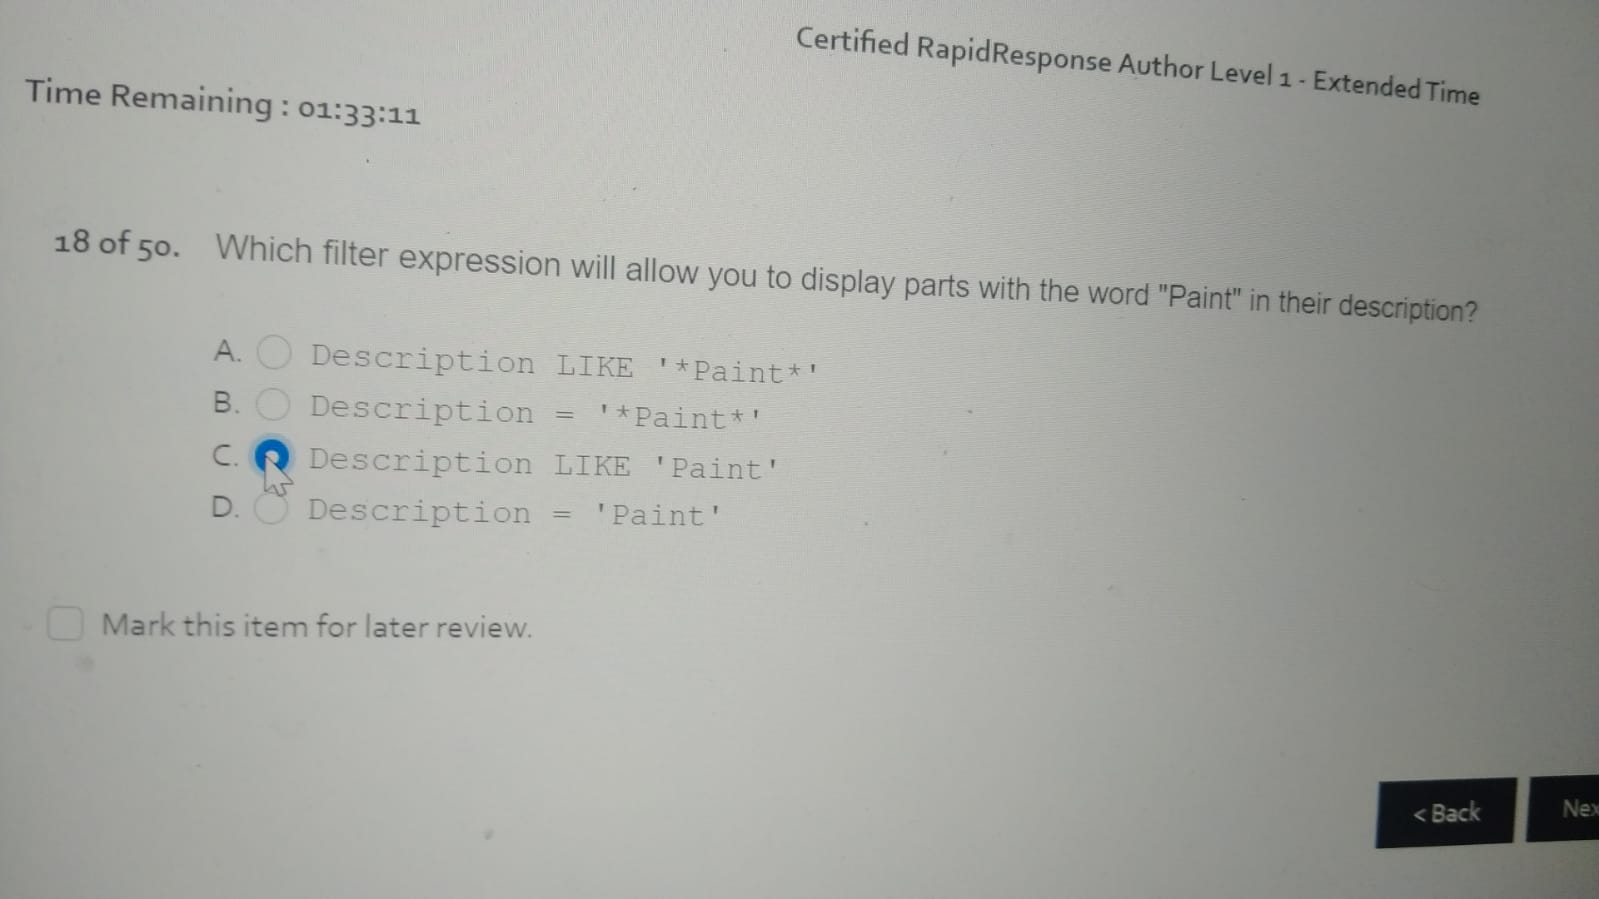 Certified RapidResponse Author Level 1 - Extended Time
Time Remaining : 01:33:11
18 of 50. Which filter expression will allow you to display parts with the word "Paint" in their description?
A. Description LIKE '*Paint*'
B. Description = '*Paint*'
C. Description LIKE 'Paint'
D. Description = 'Paint'
Mark this item for later review.
< Back